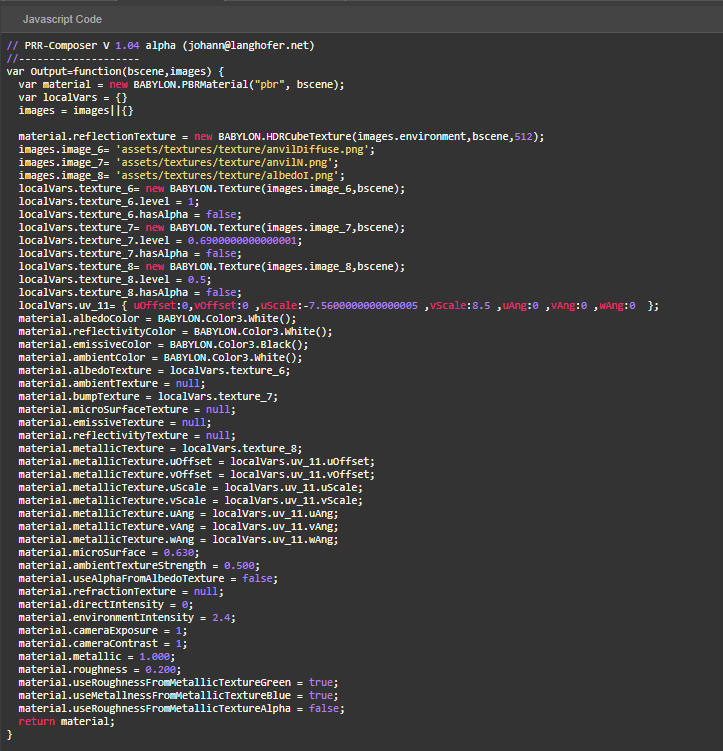 Javascript Code
// PRR-Composer V 1.04 alpha (johann@langhofer.net)
//--------------------
var Output=function(bscene,images) {
var material = new BABYLON.PBRMaterial("pbr", bscene);
var localVars = {}
images = images||{}
material.reflectionTexture = new BABYLON.HDRCubeTexture(images.environment,bscene,512);
images.image_6= 'assets/textures/texture/anvilDiffuse.png';
images.image_7= 'assets/textures/texture/anvilN.png';
images.image_8= 'assets/textures/texture/albedoI.png';
localVars.texture_6= new BABYLON.Texture(images.image_6,bscene);
localVars.texture_6.level = 1;
localVars.texture_6.hasAlpha = false;
localVars.texture_7= new BABYLON.Texture(images.image_7,bscene);
localVars.texture_7.level = 0.6900000000000001;
localVars.texture_7.hasAlpha = false;
localVars.texture_8= new BABYLON.Texture(images.image_8,bscene);
localVars.texture_8.level = 0.5;
localVars.texture_8.hasAlpha = false;
localVars.uv_11= { uOffset:0,vOffset:0 ,uScale:-7.5600000000000005 ,vScale:8.5 ,uAng:0 ,vAng:0 ,wAng:0  };
material.albedoColor = BABYLON.Color3.White();
material.reflectivityColor = BABYLON.Color3.White();
material.emissiveColor = BABYLON.Color3.Black();
material.ambientColor = BABYLON.Color3.White();
material.albedoTexture = localVars.texture_6;
material.ambientTexture = null;
material.bumpTexture = localVars.texture_7;
material.microSurfaceTexture = null;
material.emissiveTexture = null;
material.reflectivityTexture = null;
material.metallicTexture = localVars.texture_8;
material.metallicTexture.uOffset = localVars.uv_11.uOffset;
material.metallicTexture.vOffset = localVars.uv_11.vOffset;
material.metallicTexture.uScale = localVars.uv_11.uScale;
material.metallicTexture.vScale = localVars.uv_11.vScale;
material.metallicTexture.uAng = localVars.uv_11.uAng;
material.metallicTexture.vAng = localVars.uv_11.vAng;
material.metallicTexture.wAng = localVars.uv_11.wAng;
material.microSurface = 0.630;
material.ambientTextureStrength = 0.500;
material.useAlphaFromAlbedoTexture = false;
material.refractionTexture = null;
material.directIntensity = 0;
material.environmentIntensity = 2.4;
material.cameraExposure = 1;
material.cameraContrast = 1;
material.metallic = 1.000;
material.roughness = 0.200;
material.useRoughnessFromMetallicTextureGreen = true;
material.useMetallnessFromMetallicTextureBlue = true;
material.useRoughnessFromMetallicTextureAlpha = false;
return material;
}